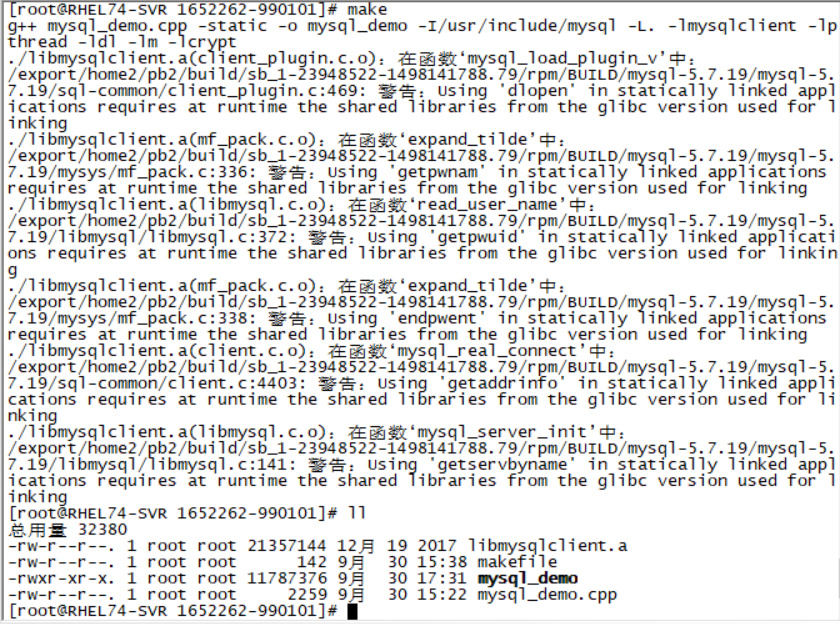 [root@RHEL74-SVR 1652262-990101]# make
g++ mysql_demo.cpp -static -o mysql_demo -I/usr/include/mysql -L. -lmysqlclient -lp
thread -ldl -lm -lcrypt
./libmysqlclient.a(client_plugin.c.o)：在函数‘mysql_load_plugin_v’中：
/export/home2/pb2/build/sb_1-23948522-1498141788.79/rpm/BUILD/mysql-5.7.19/mysql-5.
7.19/sql-common/client_plugin.c:469: 警告：Using 'dlopen' in statically linked appl
ications requires at runtime the shared libraries from the glibc version used for l
inking
./libmysqlclient.a(mf_pack.c.o)：在函数‘expand_tilde’中：
/export/home2/pb2/build/sb_1-23948522-1498141788.79/rpm/BUILD/mysql-5.7.19/mysql-5.
7.19/mysys/mf_pack.c:336: 警告：Using 'getpwnam' in statically linked applications
requires at runtime the shared libraries from the glibc version used for linking
./libmysqlclient.a(libmysql.c.o)：在函数‘read_user_name’中：
/export/home2/pb2/build/sb_1-23948522-1498141788.79/rpm/BUILD/mysql-5.7.19/mysql-5.
7.19/libmysql/libmysql.c:372: 警告：Using 'getpwuid' in statically linked applicati
ons requires at runtime the shared libraries from the glibc version used for linkin
g
./libmysqlclient.a(mf_pack.c.o)：在函数‘expand_tilde’中：
/export/home2/pb2/build/sb_1-23948522-1498141788.79/rpm/BUILD/mysql-5.7.19/mysql-5.
7.19/mysys/mf_pack.c:338: 警告：Using 'endpwent' in statically linked applications
requires at runtime the shared libraries from the glibc version used for linking
./libmysqlclient.a(client.c.o)：在函数‘mysql_real_connect’中：
/export/home2/pb2/build/sb_1-23948522-1498141788.79/rpm/BUILD/mysql-5.7.19/mysql-5.
7.19/sql-common/client.c:4403: 警告：Using 'getaddrinfo' in statically linked appli
cations requires at runtime the shared libraries from the glibc version used for li
nking
./libmysqlclient.a(libmysql.c.o)：在函数‘mysql_server_init’中：
/export/home2/pb2/build/sb_1-23948522-1498141788.79/rpm/BUILD/mysql-5.7.19/mysql-5.
7.19/libmysql/libmysql.c:141: 警告：Using 'getservbyname' in statically linked appl
ications requires at runtime the shared libraries from the glibc version used for l
inking
[root@RHEL74-SVR 1652262-990101]# ll
总用量 32380
-rw-r--r--. 1 root root 21357144 12月 19 2017 libmysqlclient.a
-rw-r--r--. 1 root root      142 9月  30 15:38 makefile
-rwxr-xr-x. 1 root root 11787376 9月  30 17:31 mysql_demo
-rw-r--r--. 1 root root     2259 9月  30 15:22 mysql_demo.cpp
[root@RHEL74-SVR 1652262-990101]#